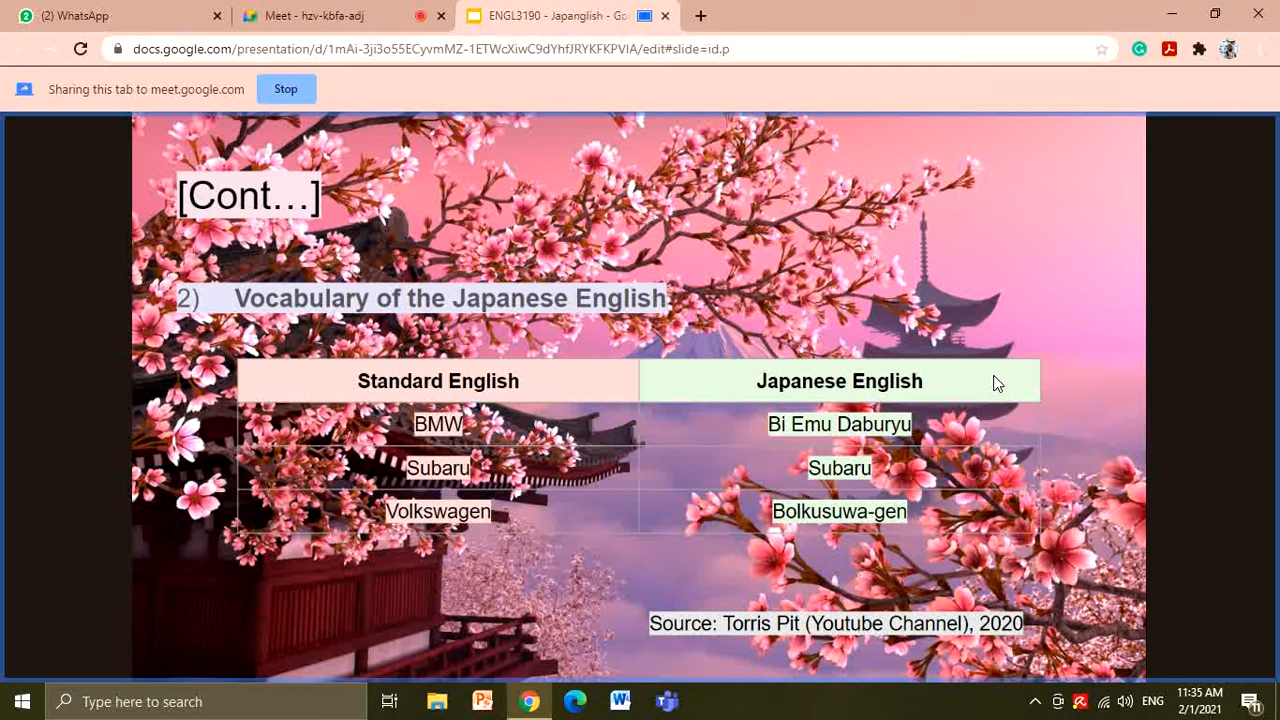 (2) WhatsApp
Meet - hzv-kbfa-adj
ENGL3190 - Japanglish - Go
docs.google.com/presentation/d/1mAi-3ji3o55ECyvmMZ-1ETWcXiwC9dYhfJRYKFKPVIA/edit#slide=id.p
Sharing this tab to meet.google.com
Stop
[Cont...]
2) Vocabulary of the Japanese English
Standard English Japanese English
BMW Bi Emu Daburyu
Subaru Subaru
Volkswagen Bolkusuwa-gen
Source: Torris Pit (Youtube Channel), 2020
Type here to search
ENG
11:35 AM
2/1/2021